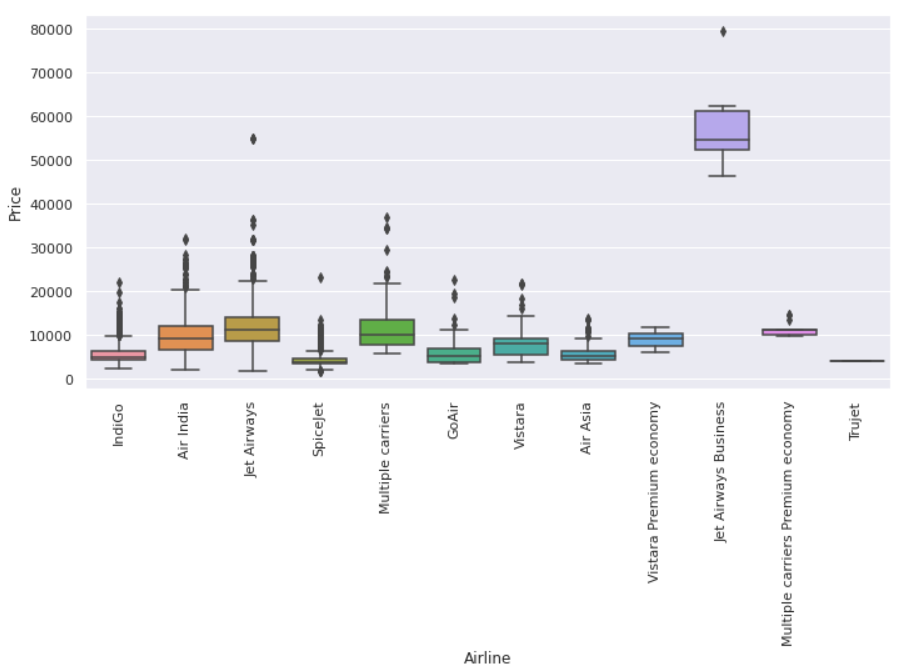 80000
70000
60000
50000
40000
30000
20000
10000
0
Price
IndiGo
Air India
Jet Airways
SpiceJet
Multiple carriers
GoAir
Vistara
Air Asia
Vistara Premium economy
Jet Airways Business
Multiple carriers Premium economy
Trujet
Airline